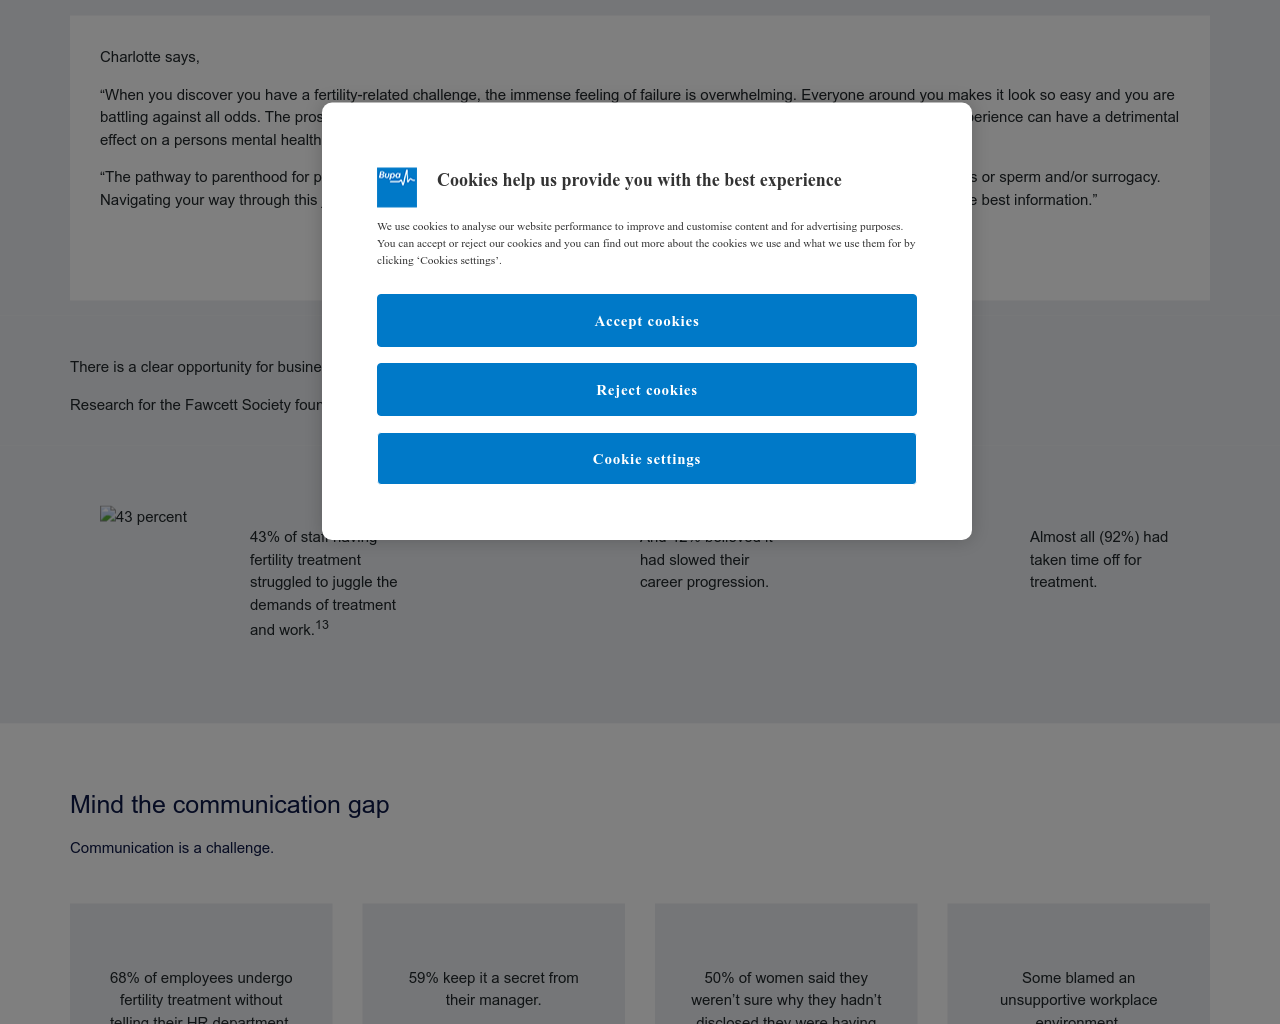 Charlotte says,
“When you discover you have a fertility-related challenge, the immense feeling of failure is overwhelming. Everyone around you makes it look so easy and you are
battling against all odds. The pros
perience can have a detrimental
effect on a persons mental health
“The pathway to parenthood for p
s or sperm and/or surrogacy.
Navigating your way through this
e best information.”
Bupa
Cookies help us provide you with the best experience
We use cookies to analyse our website performance to improve and customise content and for advertising purposes.
You can accept or reject our cookies and you can find out more about the cookies we use and what we use them for by
clicking ‘Cookies settings’.
Accept cookies
Reject cookies
Cookie settings
There is a clear opportunity for busine
Research for the Fawcett Society foun
43 percent
43% of staff having
fertility treatment
struggled to juggle the
demands of treatment
and work.13
And 42% believed it
had slowed their
career progression.
Almost all (92%) had
taken time off for
treatment.
Mind the communication gap
Communication is a challenge.
68% of employees undergo
fertility treatment without
telling their HR department.
59% keep it a secret from
their manager.
50% of women said they
weren’t sure why they hadn’t
disclosed they were having
Some blamed an
unsupportive workplace
environment.